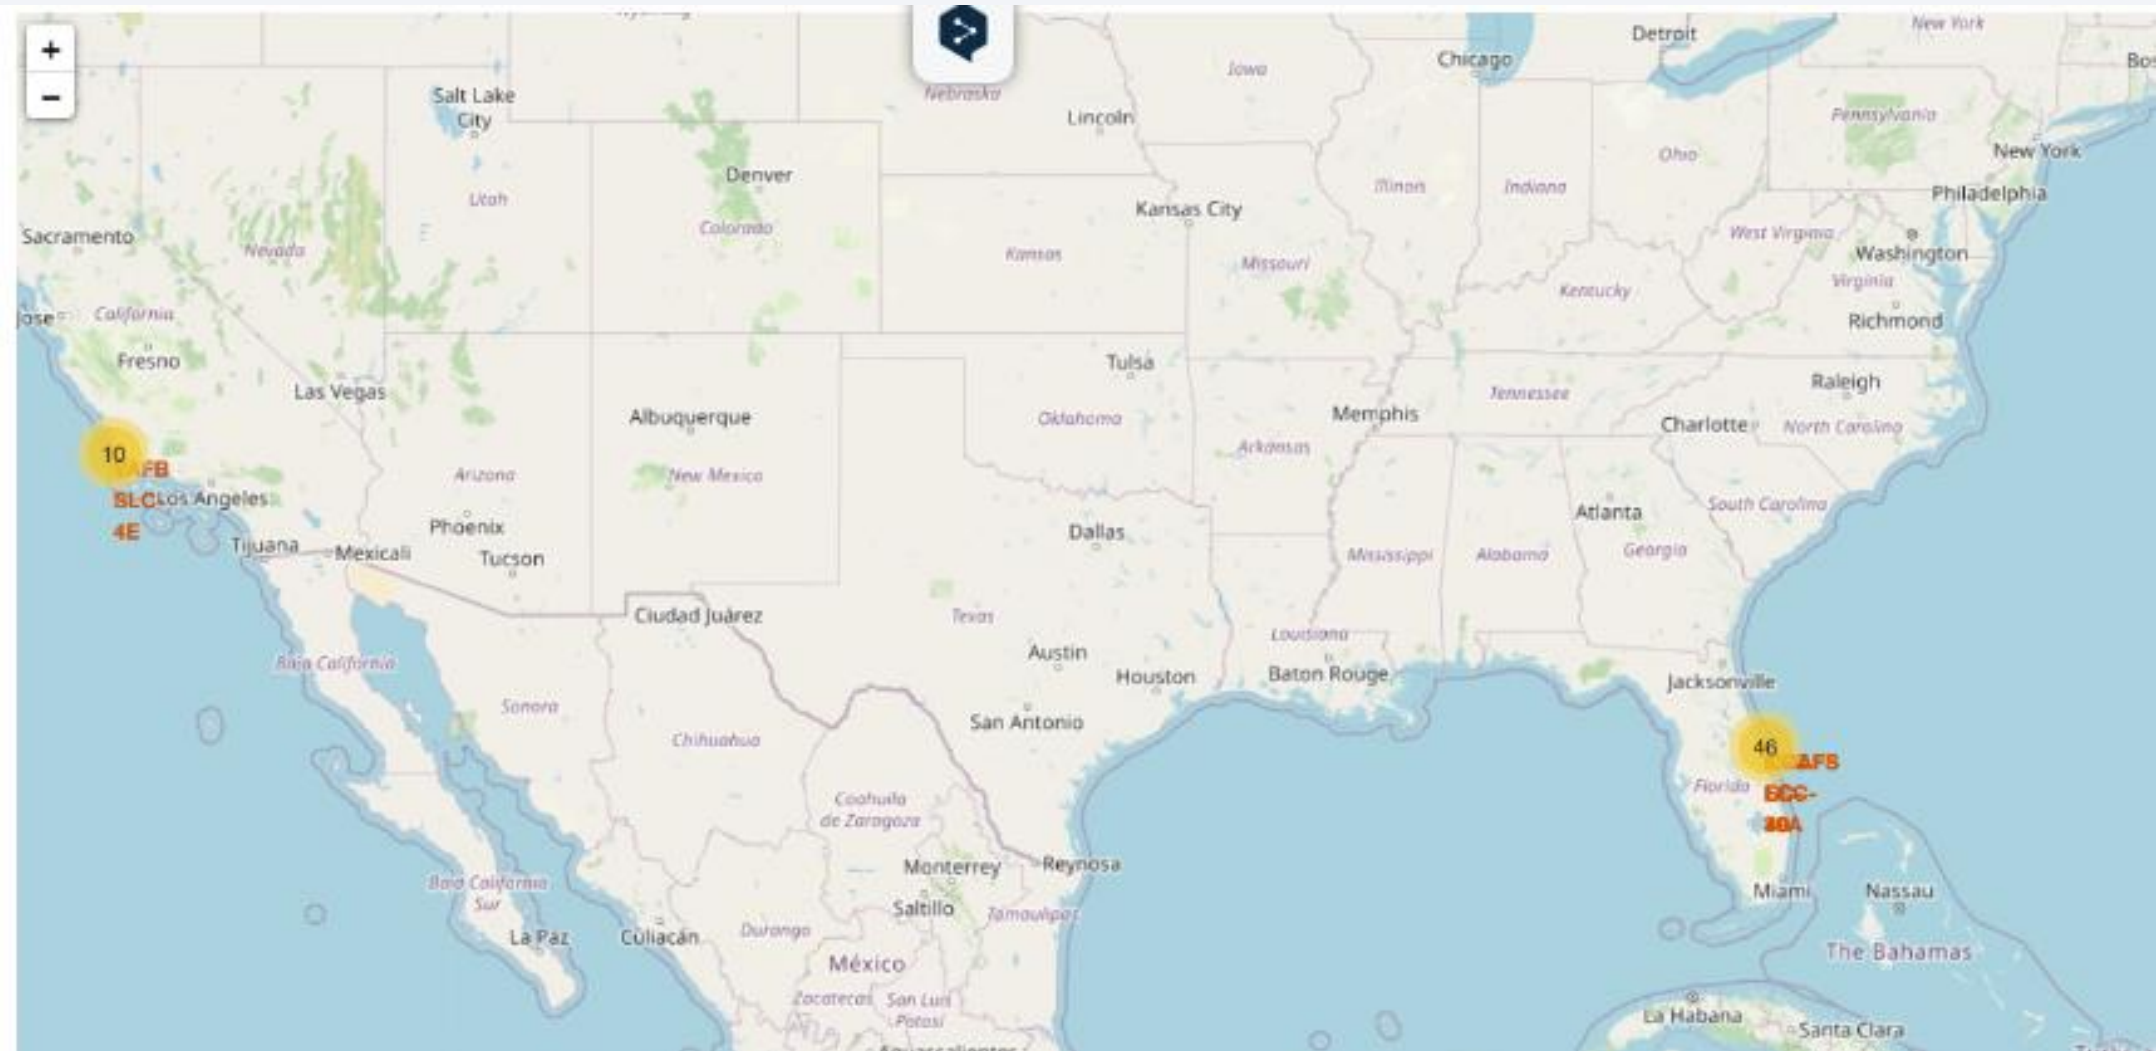 +
−
Detroit
New York
Chicago
Iowa
Salt Lake
City
Nebraska
Lincoln
Pennsylvania
Ohio
New York
Denver
Utah
Illinois
Indiana
Philadelphia
Kansas City
Colorado
Sacramento
Nevada
Kansas
Missouri
West Virginia
Washington
Virginia
Kentucky
California
Jose
Richmond
Fresno
Tulsa
Las Vegas
Tennessee
Raleigh
Albuquerque
Oklahoma
Memphis
Charlotte
North Carolina
Arkansas
10
AFB
SLC
4E
Los Angeles
Arizona
New Mexico
Atlanta
South Carolina
Phoenix
Dallas
Tijuana
Mexicali
Tucson
Mississippi
Alabama
Georgia
Ciudad Juárez
Texas
Louisiana
Austin
Baja California
Houston
Baton Rouge
Jacksonville
Sonora
San Antonio
Chihuahua
46
AFS
Florida
Coahuila
de Zaragoza
Monterrey
Reynosa
Baja California
Sur
Miami
Nassau
Saltillo
Tamaulipas
Durango
La Paz
Culiacán
The Bahamas
México
Zacatecas
San Luis
Potosí
La Habana
Santa Clara